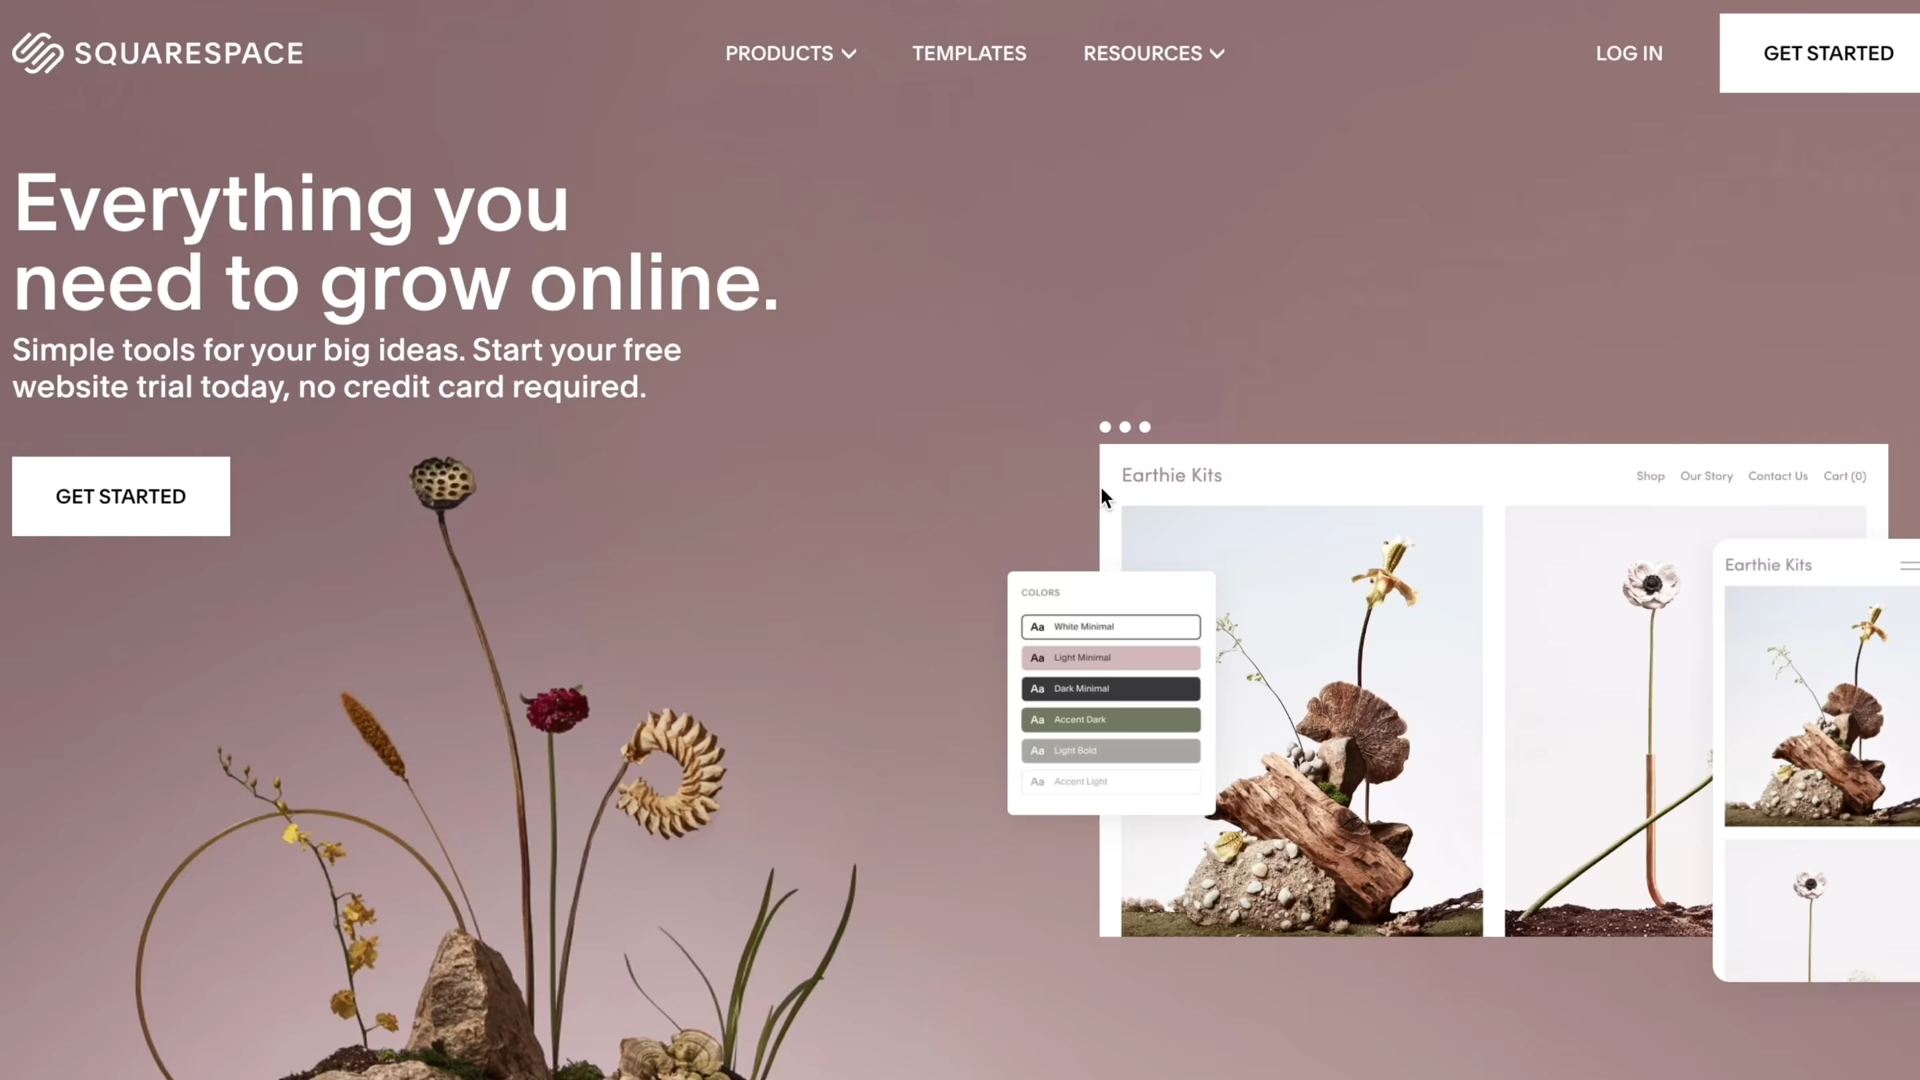 SQUARESPACE
PRODUCTS
TEMPLATES
RESOURCES
LOG IN
GET STARTED
Everything you
need to grow online.
Simple tools for your big ideas. Start your free
website trial today, no credit card required.
GET STARTED
Earthie Kits
Shop
Our Story
Contact Us
Cart (0)
Earthie Kits
COLORS
Aa White Minimal
Aa Light Minimal
Aa Dark Minimal
Aa Accent Dark
Aa Light Bold
Aa Accent Light